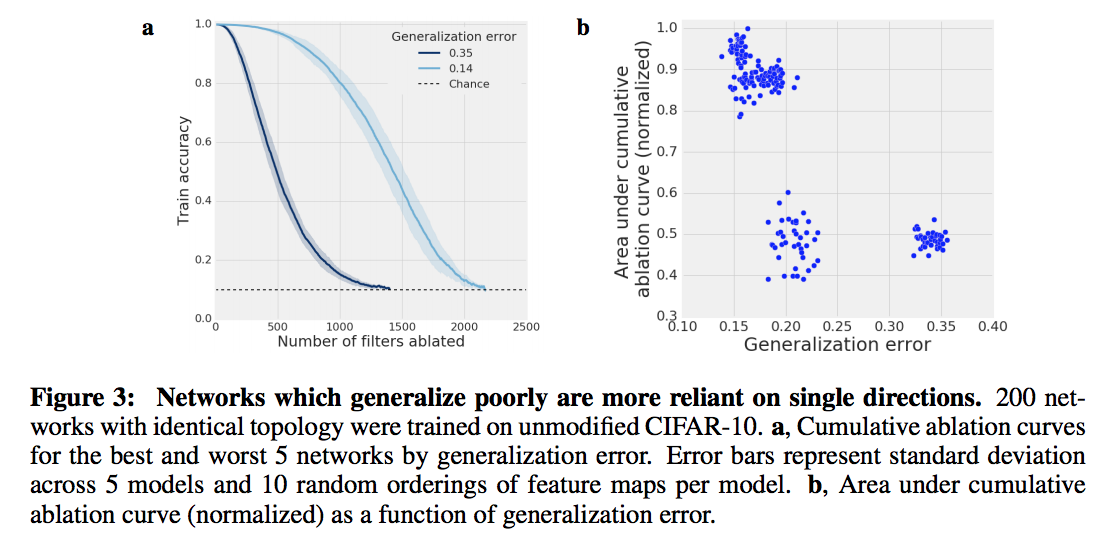 a
1.0
0.8
0.6
0.4
0.2
0.0
Train accuracy
0
500
1000
1500
2000
2500
Number of filters ablated
Generalization error
0.35
0.14
Chance
b
1.0
0.9
0.8
0.7
0.6
0.5
0.4
0.3
Area under cumulative
ablation curve (normalized)
0.10
0.15
0.20
0.25
0.30
0.35
0.40
Generalization error
Figure 3: Networks which generalize poorly are more reliant on single directions. 200 net-
works with identical topology were trained on unmodified CIFAR-10. a, Cumulative ablation curves
for the best and worst 5 networks by generalization error. Error bars represent standard deviation
across 5 models and 10 random orderings of feature maps per model. b, Area under cumulative
ablation curve (normalized) as a function of generalization error.